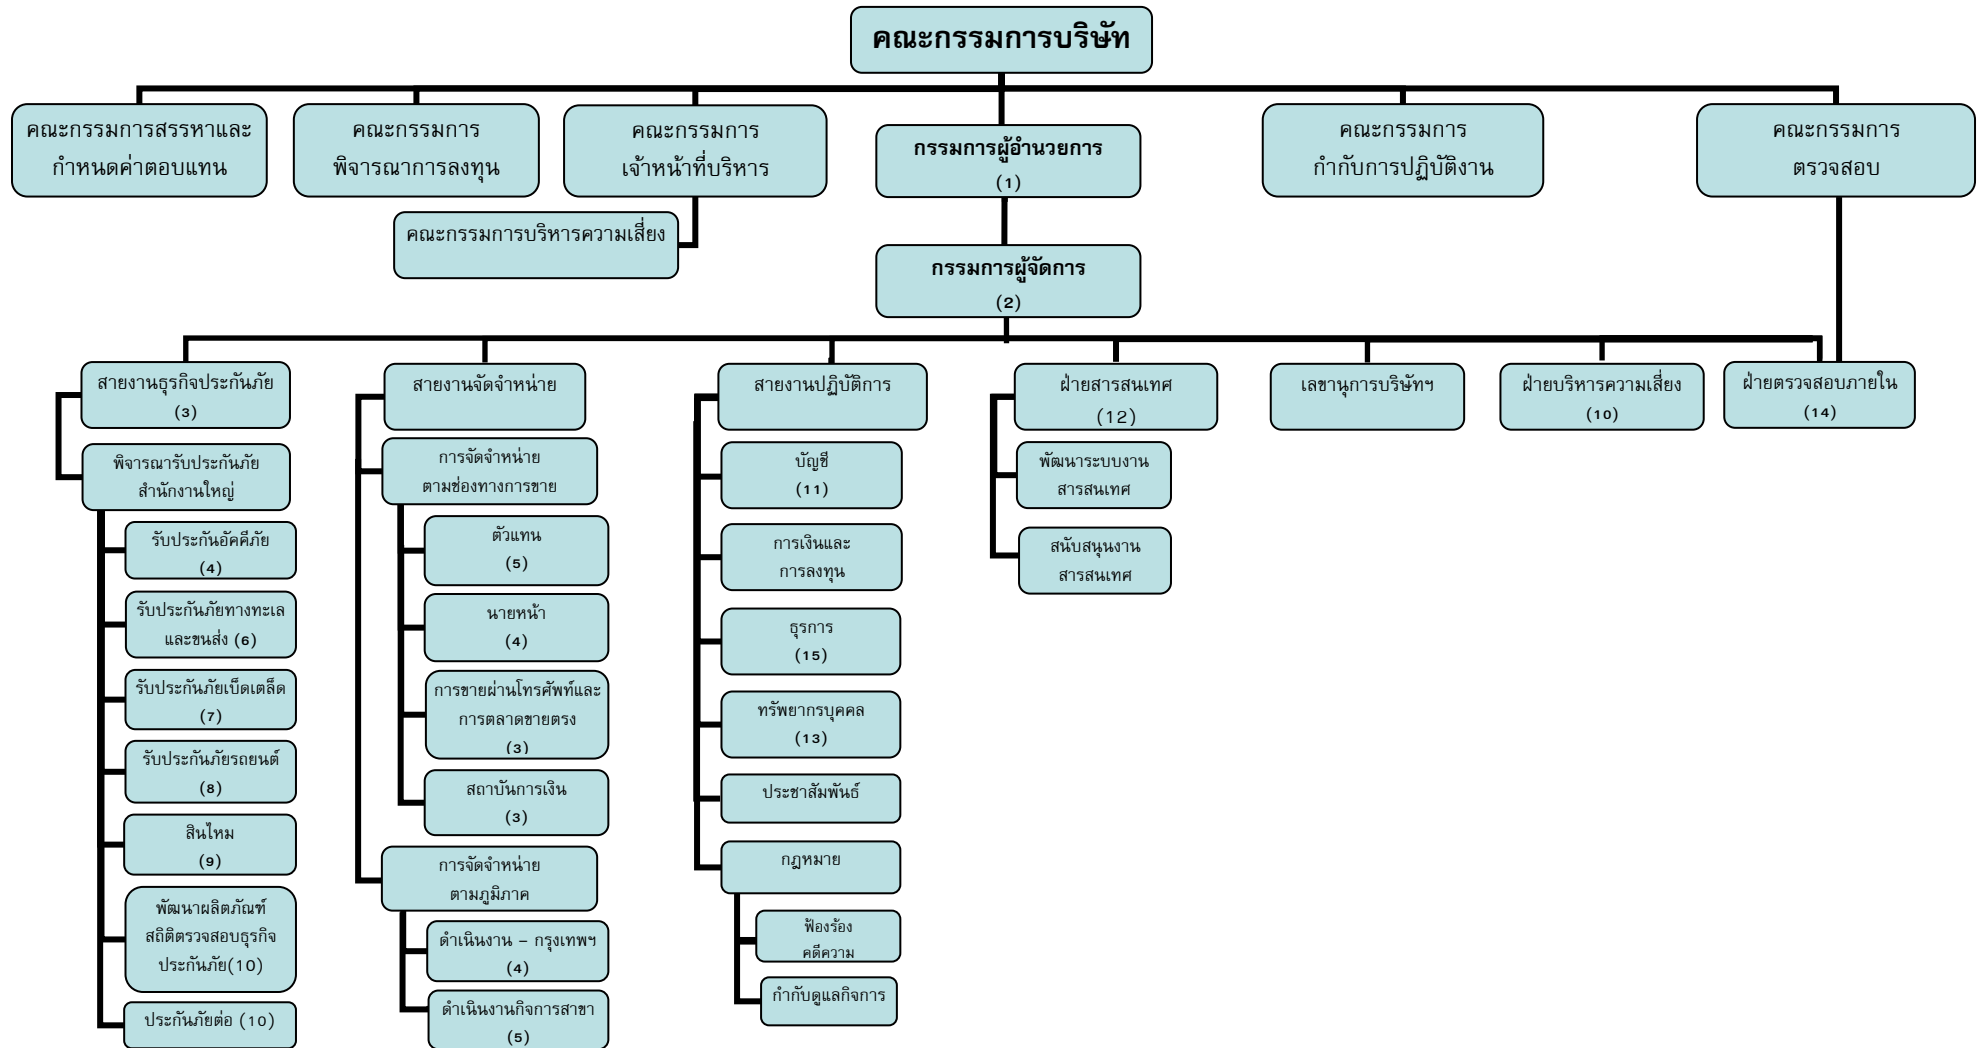 คณะกรรมการบริษัท
คณะกรรมการสรรหาและ
กำหนดค่าตอบแทน
คณะกรรมการ
พิจารณาการลงทุน
คณะกรรมการ
เจ้าหน้าที่บริหาร
กรรมการผู้อำนวยการ
(1)
คณะกรรมการ
กำกับการปฏิบัติงาน
คณะกรรมการ
ตรวจสอบ
คณะกรรมการบริหารความเสี่ยง
กรรมการผู้จัดการ
(2)
สายงานธุรกิจประกันภัย
(3)
สายงานจัดจำหน่าย
สายงานปฏิบัติการ
ฝ่ายสารสนเทศ
(12)
เลขานุการบริษัทฯ
ฝ่ายบริหารความเสี่ยง
(10)
ฝ่ายตรวจสอบภายใน
(14)
พิจารณารับประกันภัย
สำนักงานใหญ่
รับประกันอัคคีภัย
(4)
รับประกันภัยทางทะเล
และขนส่ง (6)
รับประกันภัยเบ็ดเตล็ด
(7)
รับประกันภัยรถยนต์
(8)
สินไหม
(9)
พัฒนาผลิตภัณฑ์
สถิติตรวจสอบธุรกิจ
ประกันภัย(10)
ประกันภัยต่อ (10)
การจัดจำหน่าย
ตามช่องทางการขาย
ตัวแทน
(5)
นายหน้า
(4)
การขายผ่านโทรศัพท์และ
การตลาดขายตรง
(3)
สถาบันการเงิน
(3)
การจัดจำหน่าย
ตามภูมิภาค
ดำเนินงาน – กรุงเทพฯ
(4)
ดำเนินงานกิจการสาขา
(5)
บัญชี
(11)
การเงินและ
การลงทุน
ธุรการ
(15)
ทรัพยากรบุคคล
(13)
ประชาสัมพันธ์
กฎหมาย
ฟ้องร้อง
คดีความ
กำกับดูแลกิจการ
พัฒนาระบบงาน
สารสนเทศ
สนับสนุนงาน
สารสนเทศ